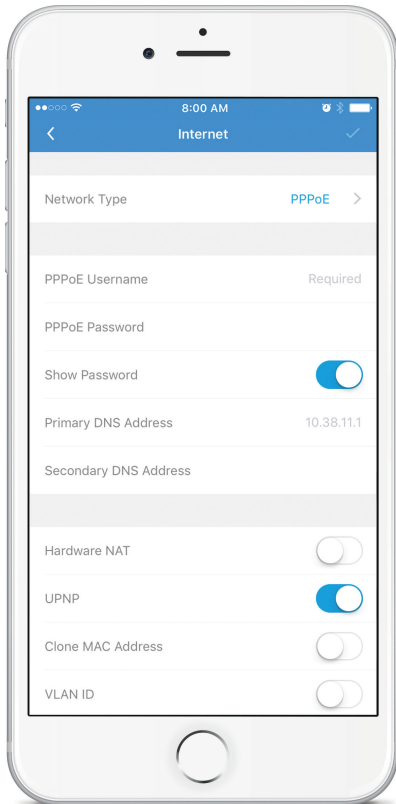 8:00 AM
Internet
Network Type PPPoE
PPPoE Username Required
PPPoE Password
Show Password
Primary DNS Address 10.38.11.1
Secondary DNS Address
Hardware NAT
UPNP
Clone MAC Address
VLAN ID